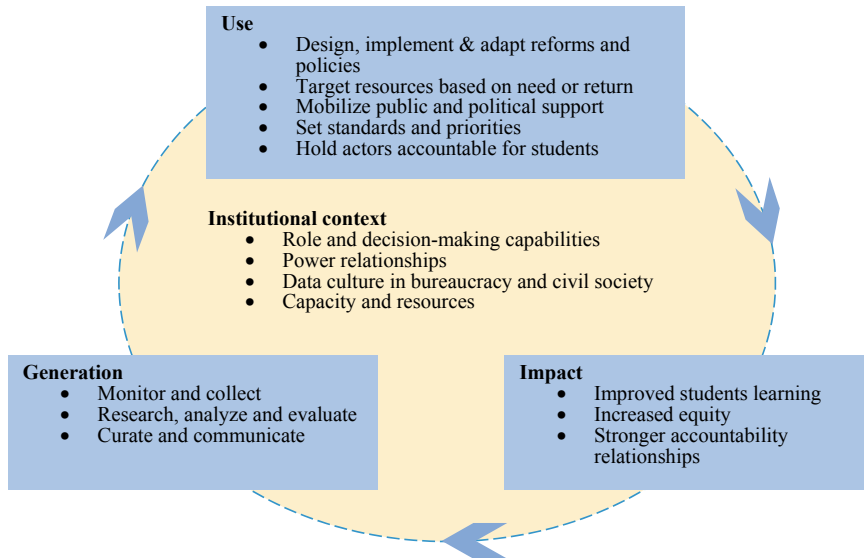 Use
• Design, implement & adapt reforms and
policies
• Target resources based on need or return
• Mobilize public and political support
• Set standards and priorities
• Hold actors accountable for students
Institutional context
• Role and decision-making capabilities
• Power relationships
• Data culture in bureaucracy and civil society
• Capacity and resources
Generation
• Monitor and collect
• Research, analyze and evaluate
• Curate and communicate
Impact
• Improved students learning
• Increased equity
• Stronger accountability
relationships